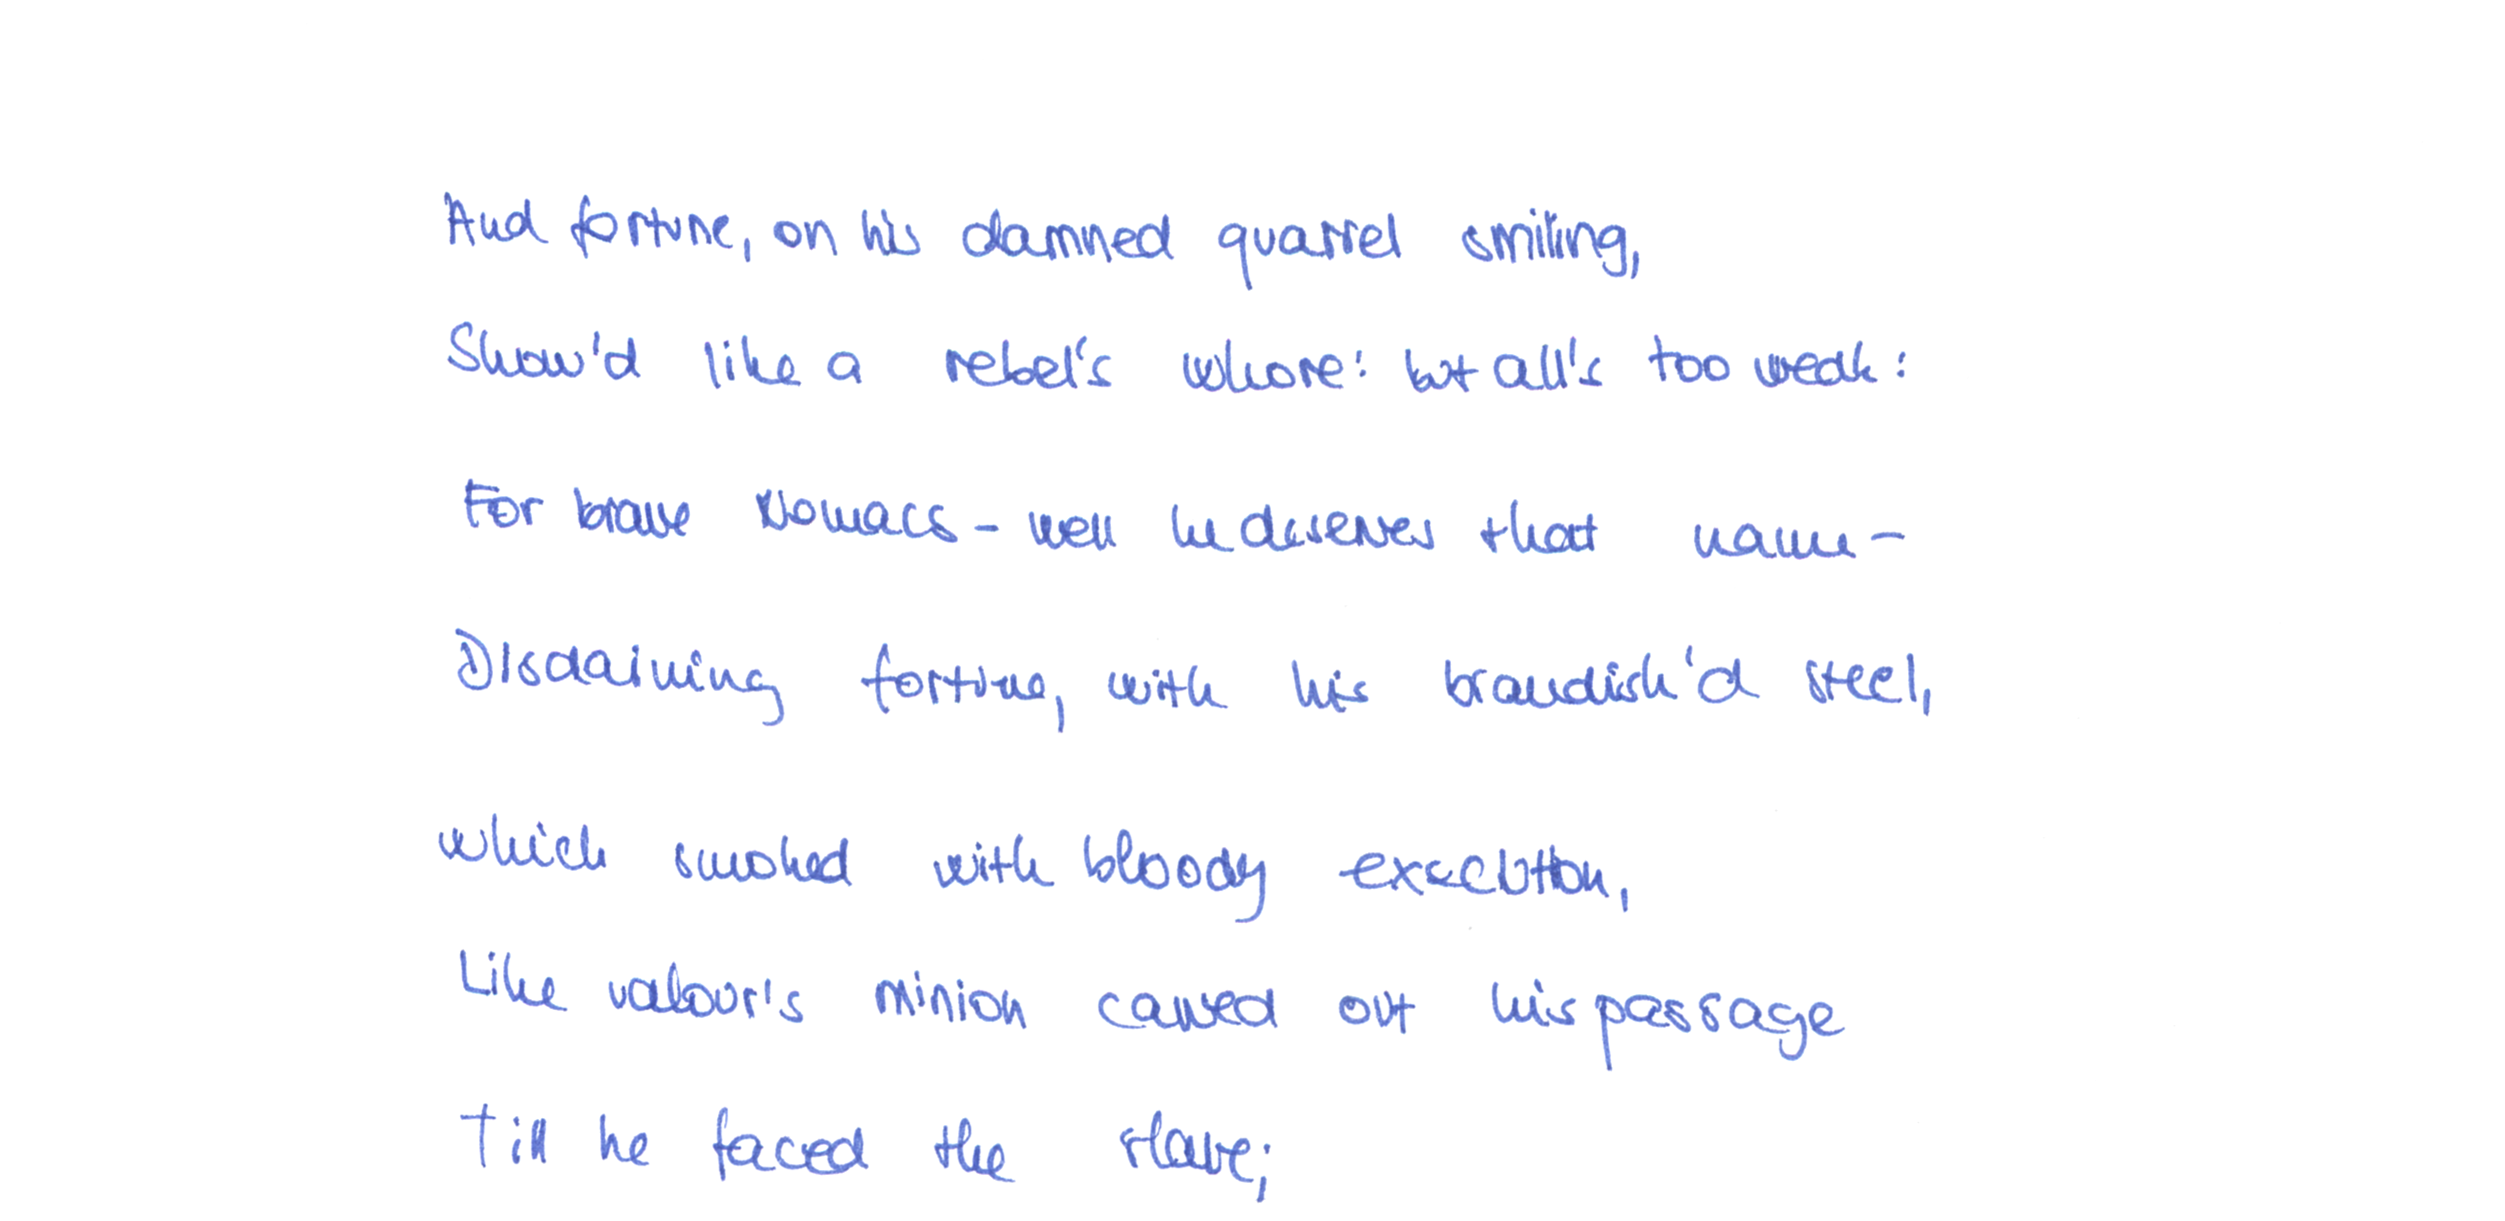 And fortune, on his damned quarrel smiling,
Show'd like a rebel's whore: but all's too weak:
For brave Nomacs - well he deserves that name -
Disdaining fortune, with his brandish'd steel,
which smoked with bloody execution,
Like valour's minion carved out his passage
Till he faced the slave;